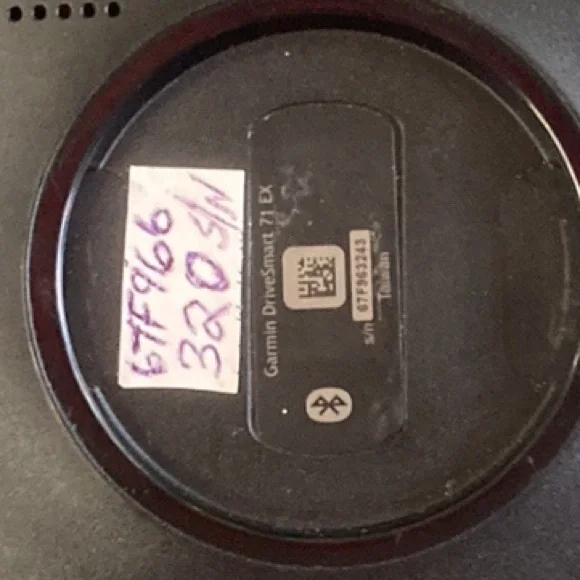 67F966
320 S/N
Garmin DriveSmart 71 EX
s/n 67F963243
Taiwan